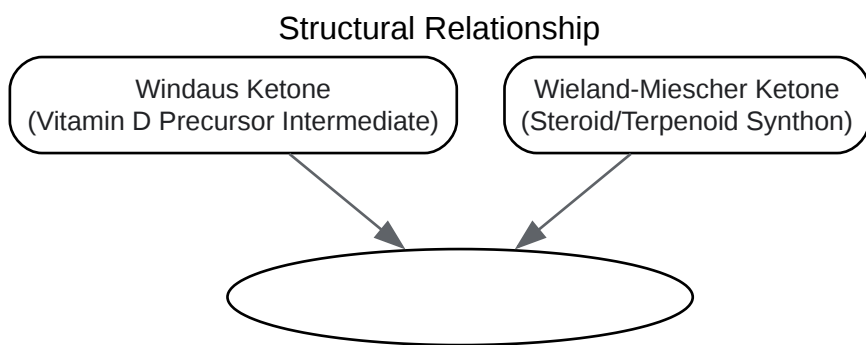 Structural Relationship
Windaus Ketone
(Vitamin D Precursor Intermediate)
Wieland-Miescher Ketone
(Steroid/Terpenoid Synthon)